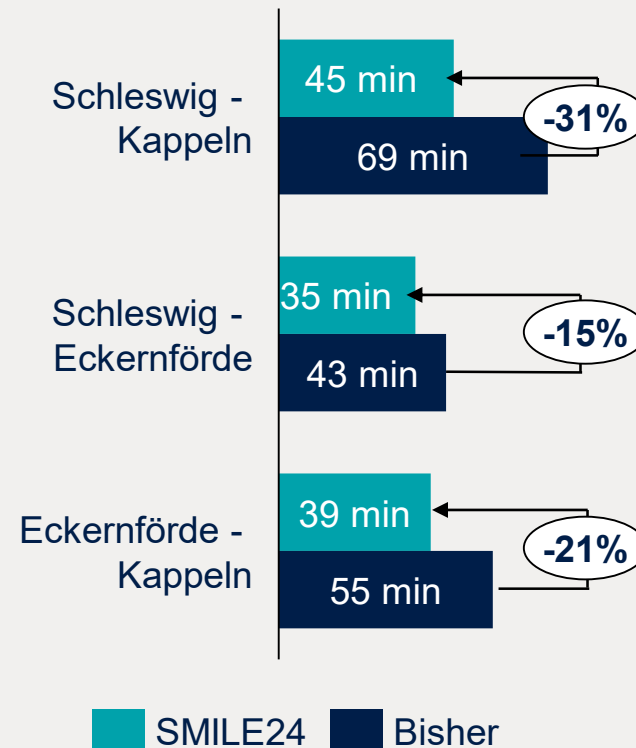 Schleswig -
Kappeln
45 min
69 min
-31%
Schleswig -
Eckernförde
35 min
43 min
-15%
Eckernförde -
Kappeln
39 min
55 min
-21%
SMILE24
Bisher